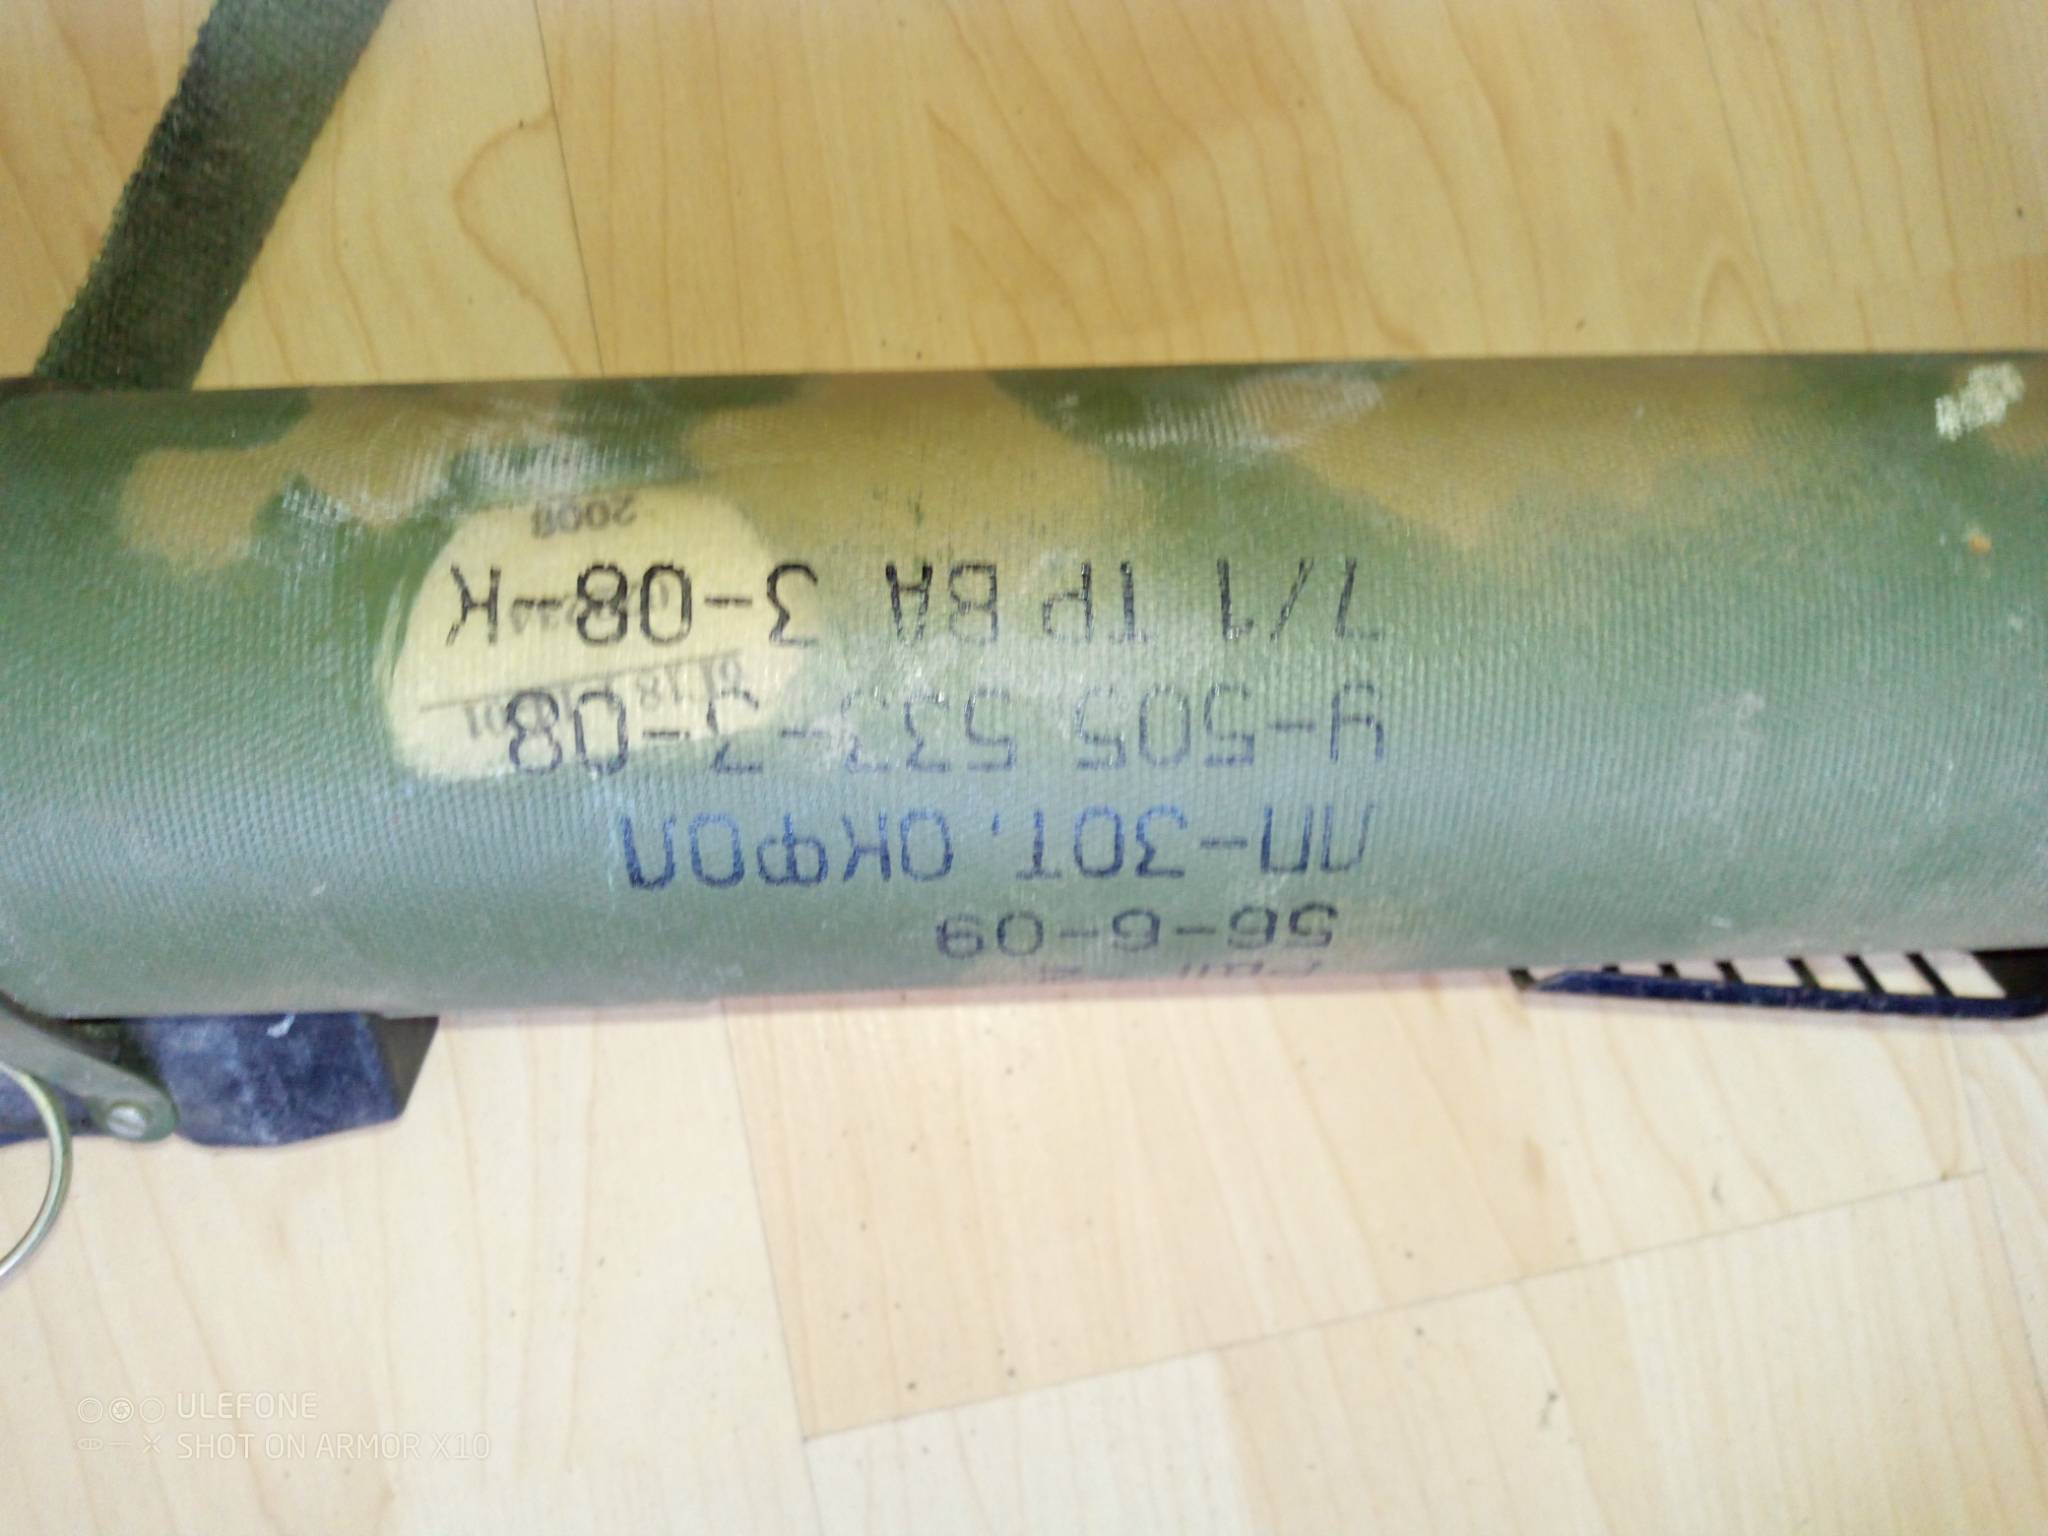 56-6-09
ЛП-30Т, ОКФОЛ
У-505 533-7-08
7/1 ТР ВА 3-08-К
2008
ULEFONE
SHOT ON ARMOR X10